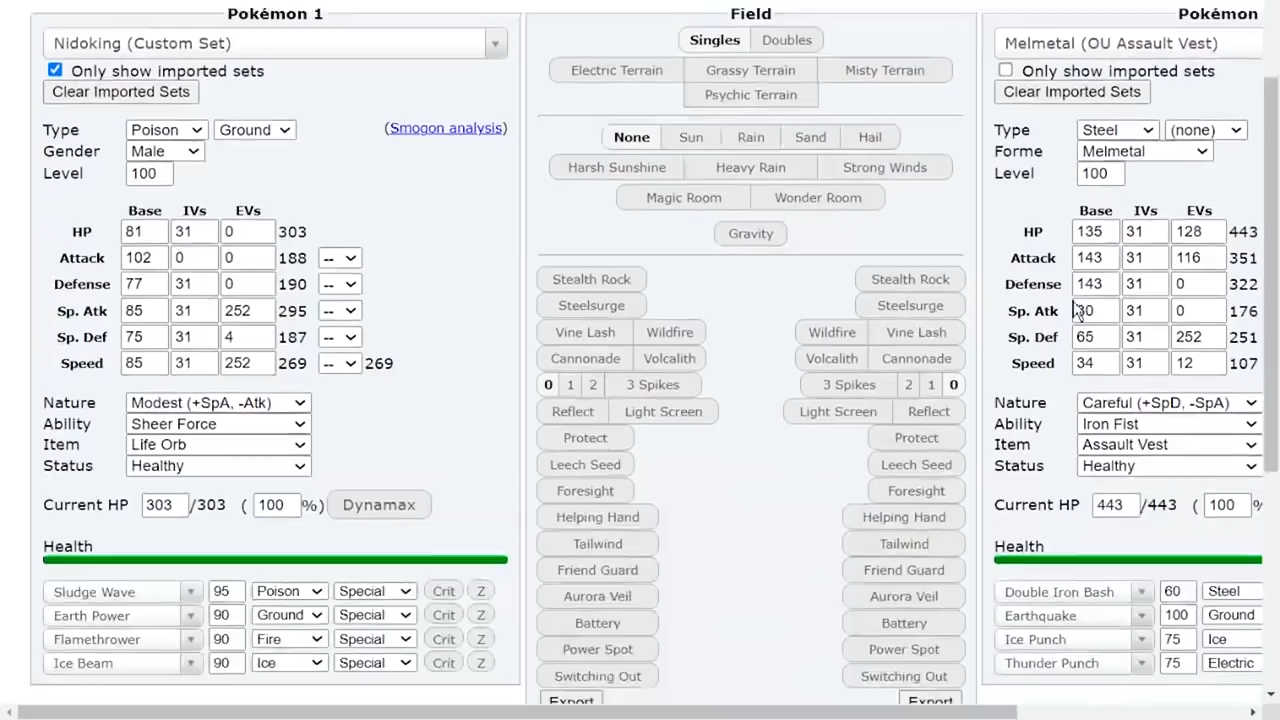 Pokémon 1
Nidoking (Custom Set)
Only show imported sets
Clear Imported Sets
Type Poison Ground (Smogon analysis)
Gender Male
Level 100
Base IVs EVs
HP 81 31 0 303
Attack 102 0 0 188 --
Defense 77 31 0 190 --
Sp. Atk 85 31 252 295 --
Sp. Def 75 31 4 187 --
Speed 85 31 252 269 -- 269
Nature Modest (+SpA, -Atk)
Ability Sheer Force
Item Life Orb
Status Healthy
Current HP 303 /303 ( 100 %) Dynamax
Health
Sludge Wave 95 Poison Special Crit Z
Earth Power 90 Ground Special Crit Z
Flamethrower 90 Fire Special Crit Z
Ice Beam 90 Ice Special Crit Z
Field
Singles Doubles
Electric Terrain Grassy Terrain Misty Terrain
Psychic Terrain
None Sun Rain Sand Hail
Harsh Sunshine Heavy Rain Strong Winds
Magic Room Wonder Room
Gravity
Stealth Rock Stealth Rock
Steelsurge Steelsurge
Vine Lash Wildfire Wildfire Vine Lash
Cannonade Volcalith Volcalith Cannonade
0 1 2 3 Spikes 3 Spikes 2 1 0
Reflect Light Screen Light Screen Reflect
Protect Protect
Leech Seed Leech Seed
Foresight Foresight
Helping Hand Helping Hand
Tailwind Tailwind
Friend Guard Friend Guard
Aurora Veil Aurora Veil
Battery Battery
Power Spot Power Spot
Switching Out Switching Out
Export Export
Pokémon
Melmetal (OU Assault Vest)
Only show imported sets
Clear Imported Sets
Type Steel (none)
Forme Melmetal
Level 100
Base IVs EVs
HP 135 31 128 443
Attack 143 31 116 351
Defense 143 31 0 322
Sp. Atk 31 0 176
Sp. Def 65 31 252 251
Speed 34 31 12 107
Nature Careful (+SpD, -SpA)
Ability Iron Fist
Item Assault Vest
Status Healthy
Current HP 443 /443 ( 100 %
Health
Double Iron Bash 60 Steel
Earthquake 100 Ground
Ice Punch 75 Ice
Thunder Punch 75 Electric